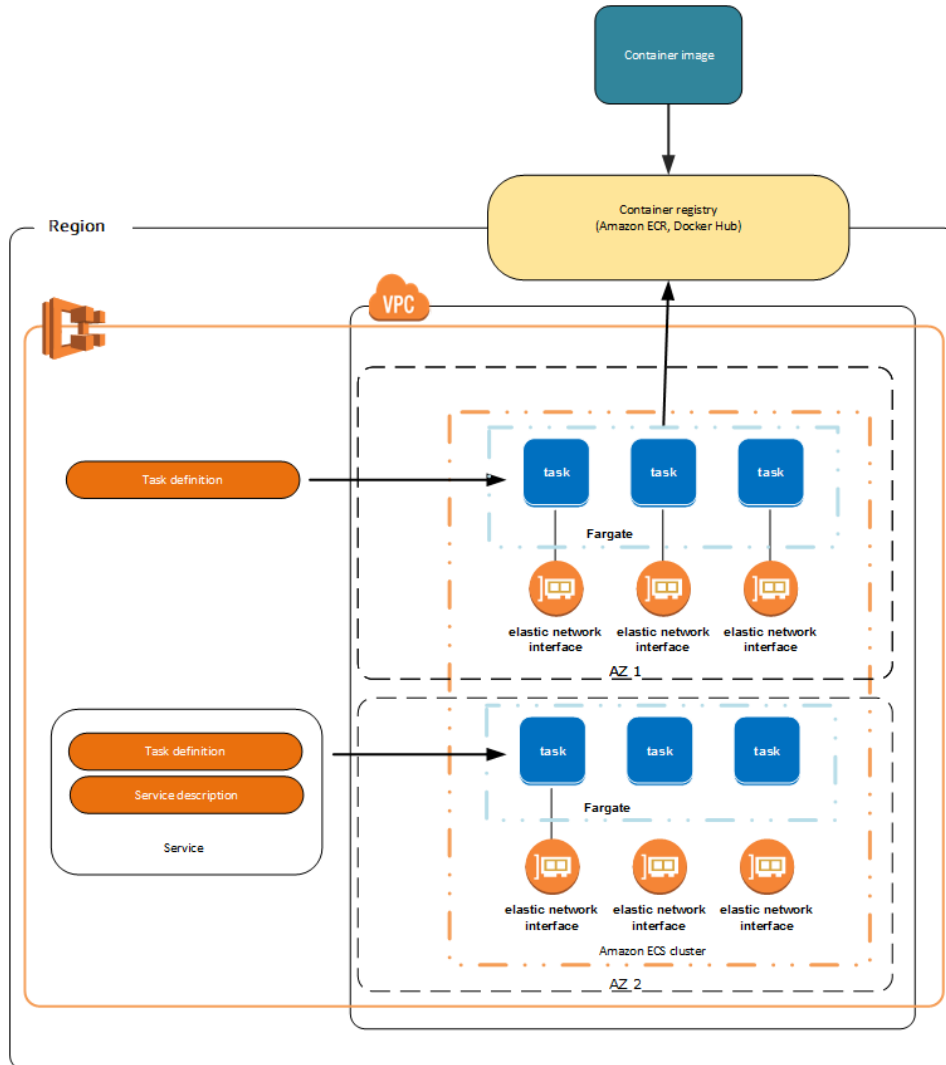 Container image
Container registry
(Amazon ECR, Docker Hub)
Region
VPC
task
task
task
Task definition
Fargate
elastic network
interface
elastic network
interface
elastic network
interface
AZ 1
task
task
task
Task definition
Service description
Fargate
Service
elastic network
interface
elastic network
interface
elastic network
interface
Amazon ECS cluster
AZ 2